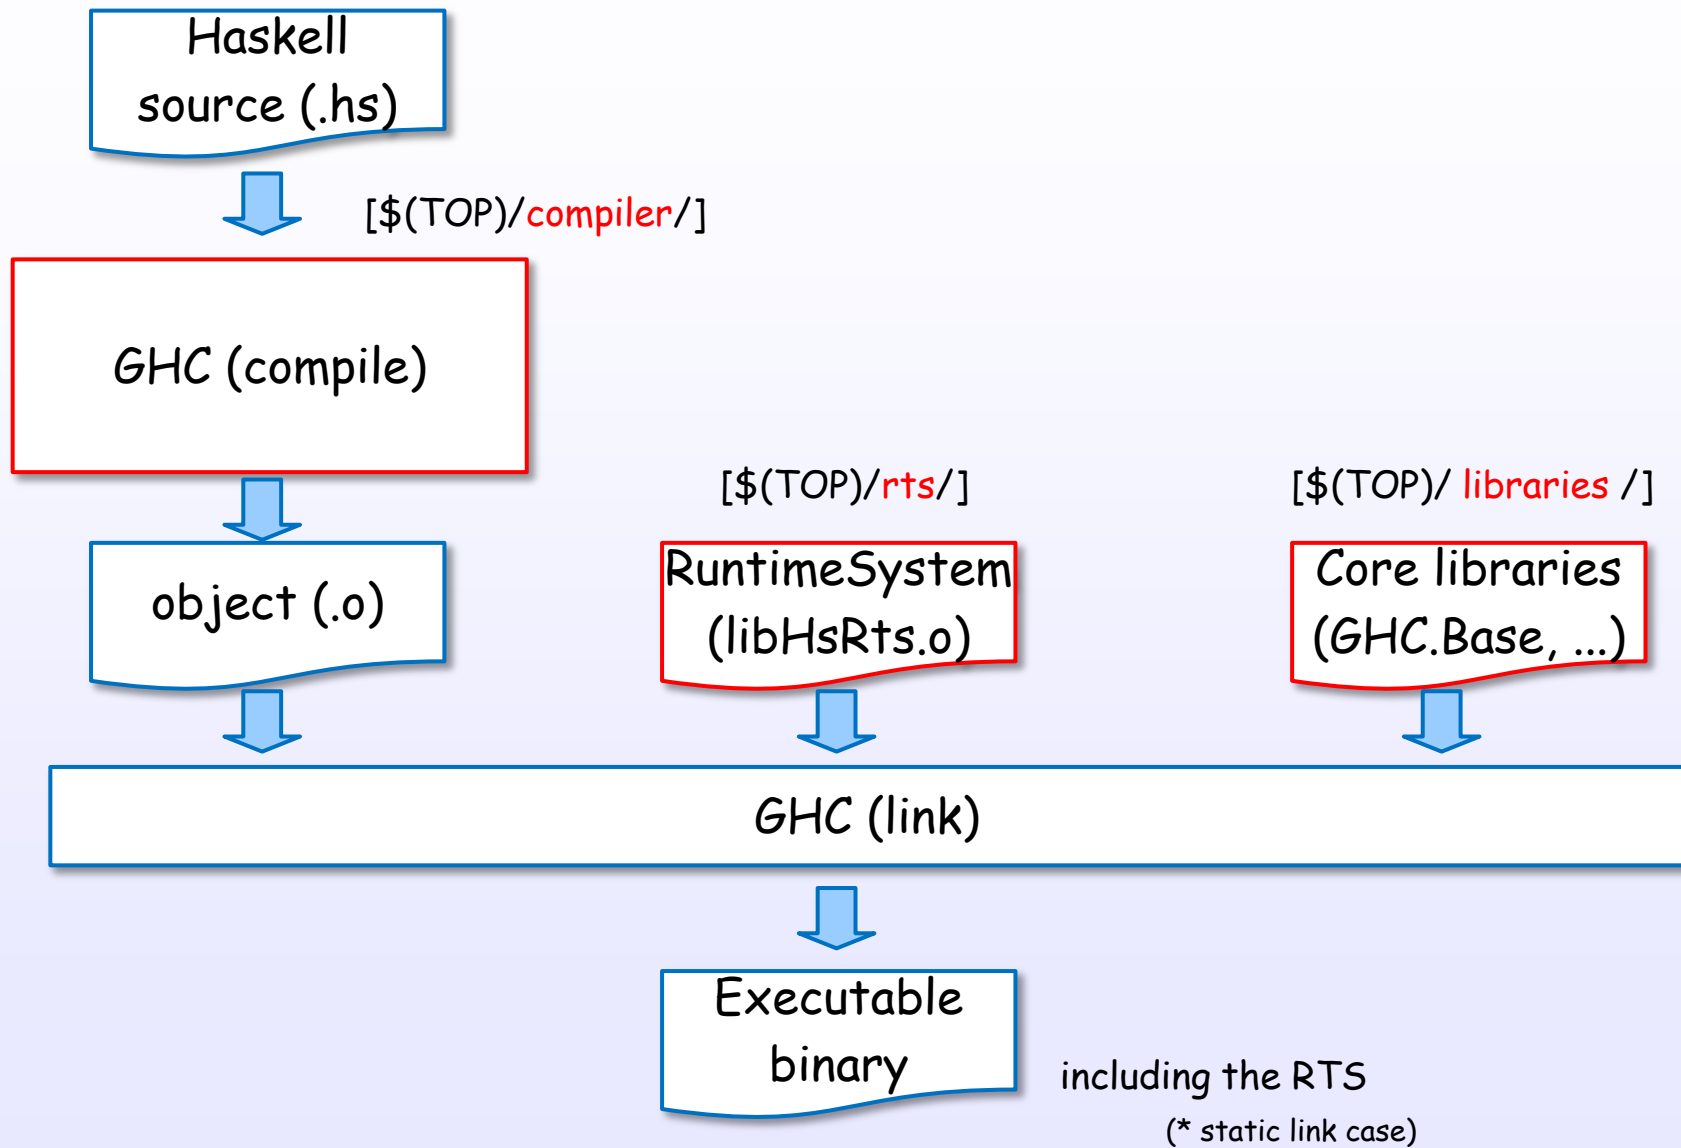 Haskell
source (.hs)
[$(TOP)/compiler/]
GHC (compile)
[$(TOP)/rts/]
[$(TOP)/ libraries /]
object (.o)
RuntimeSystem
(libHsRts.o)
Core libraries
(GHC.Base, ...)
GHC (link)
Executable
binary
including the RTS
(* static link case)